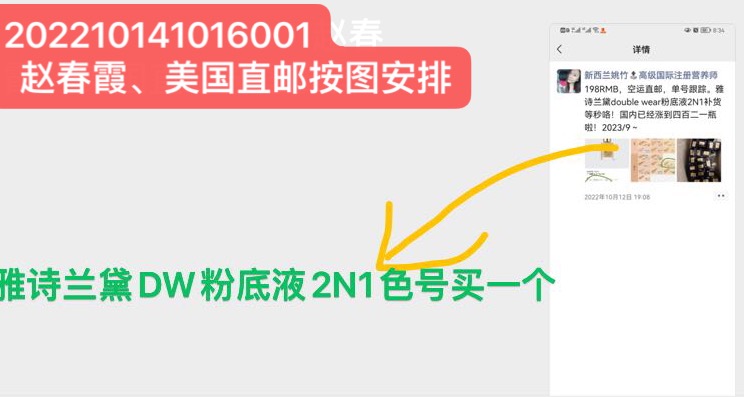 202210141016001
赵春
赵春霞、美国直邮按图安排
8:34
详情
新西兰姚竹 高级国际注册营养师
198RMB，空运直邮，单号跟踪。雅
诗兰黛double wear粉底液2N1补货
等秒咯！国内已经涨到四百二一瓶
啦！2023/9～
2022年10月12日 19:08
雅诗兰黛DW粉底液2N1色号买一个